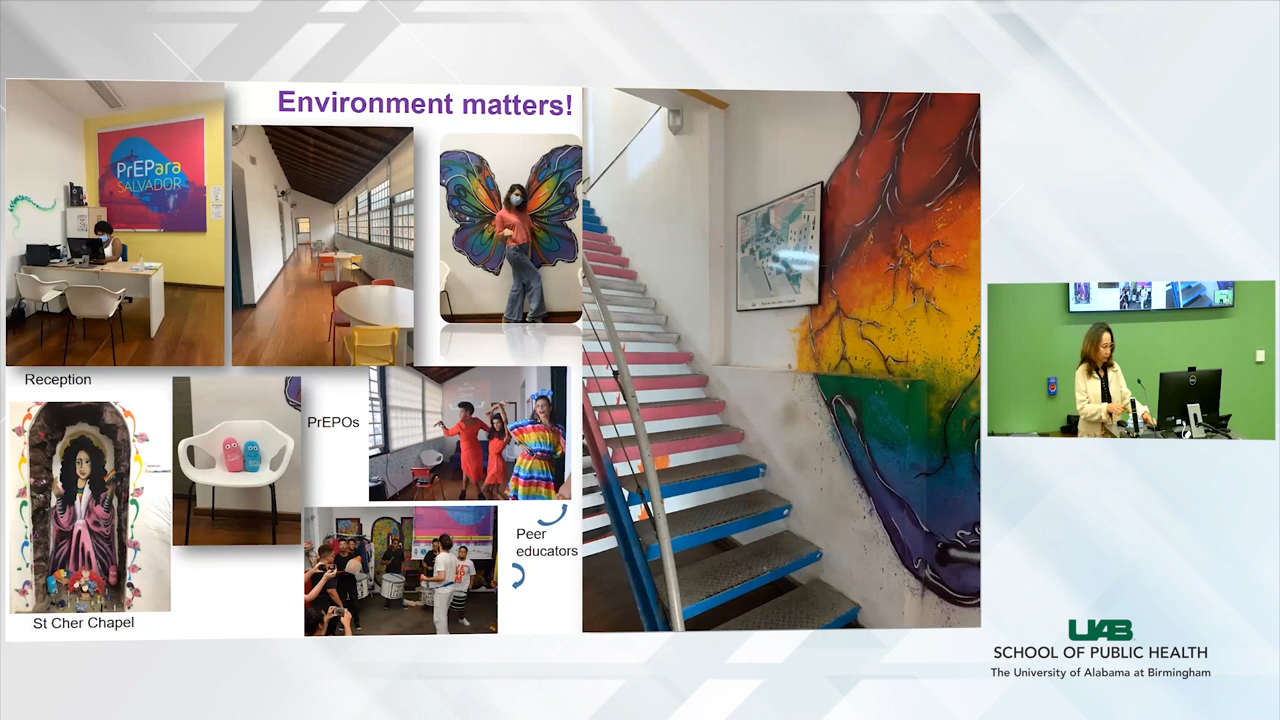 Environment matters!
PrEPara
SALVADOR
Reception
PrEPOs
Peer
educators
St Cher Chapel
DELL
UAB
SCHOOL OF PUBLIC HEALTH
The University of Alabama at Birmingham